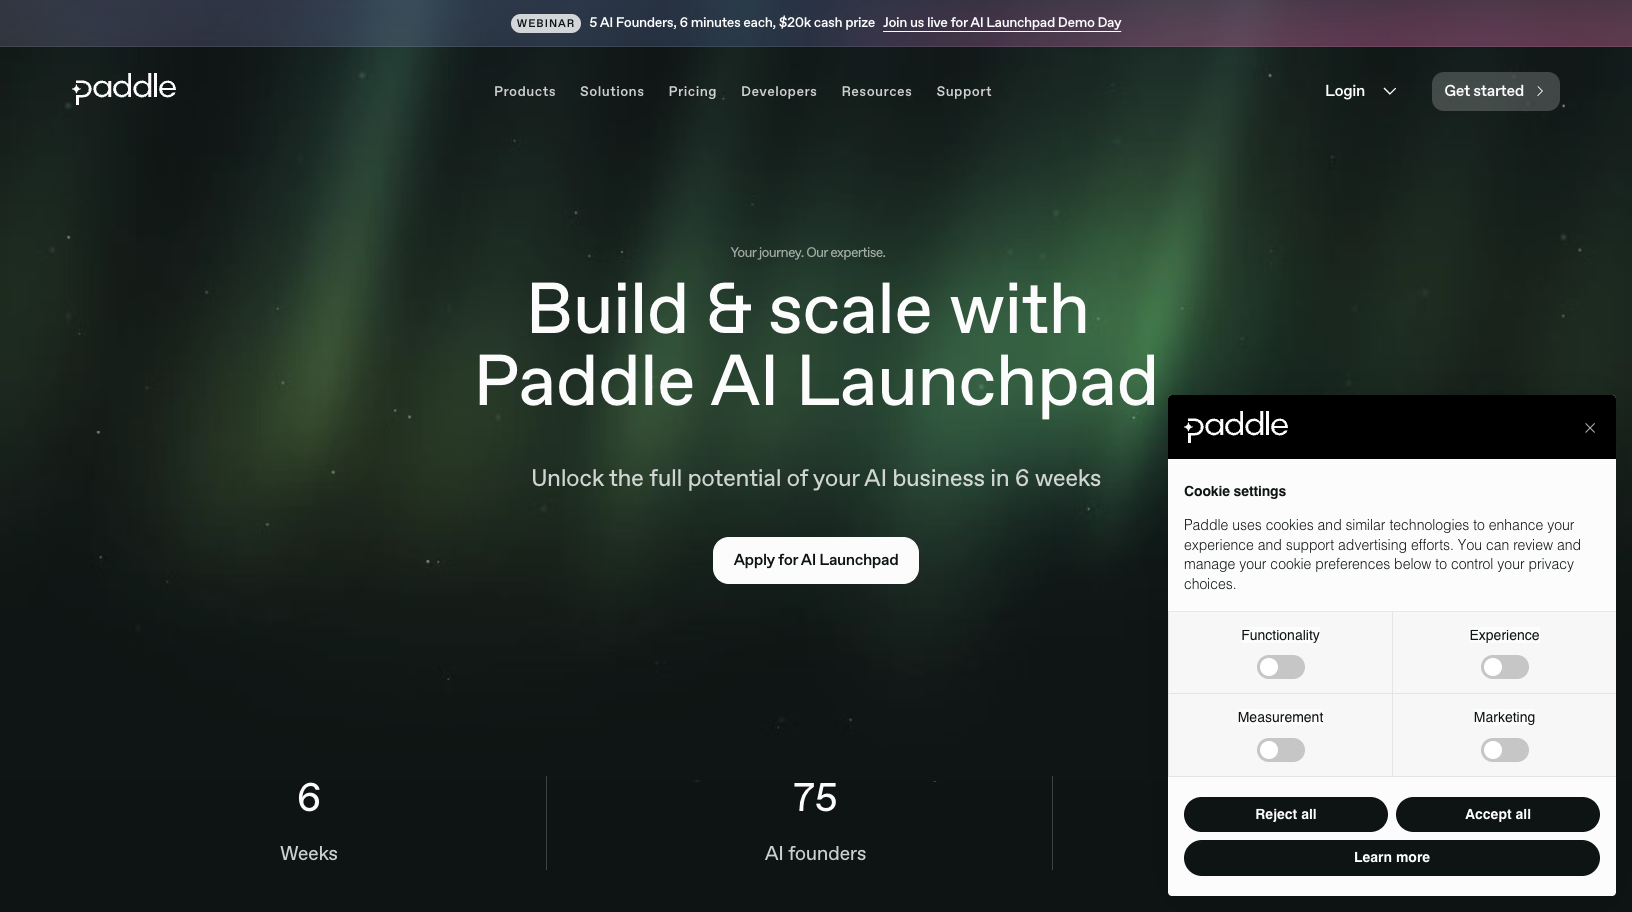 WEBINAR 5 AI Founders, 6 minutes each, $20k cash prize Join us live for AI Launchpad Demo Day
paddle
Products Solutions Pricing Developers Resources Support
Login
Get started
Your journey. Our expertise.
Build & scale with
Paddle AI Launchpad
Unlock the full potential of your AI business in 6 weeks
Apply for AI Launchpad
6
Weeks
75
AI founders
paddle
Cookie settings
Paddle uses cookies and similar technologies to enhance your
experience and support advertising efforts. You can review and
manage your cookie preferences below to control your privacy
choices.
Functionality
Experience
Measurement
Marketing
Reject all
Accept all
Learn more